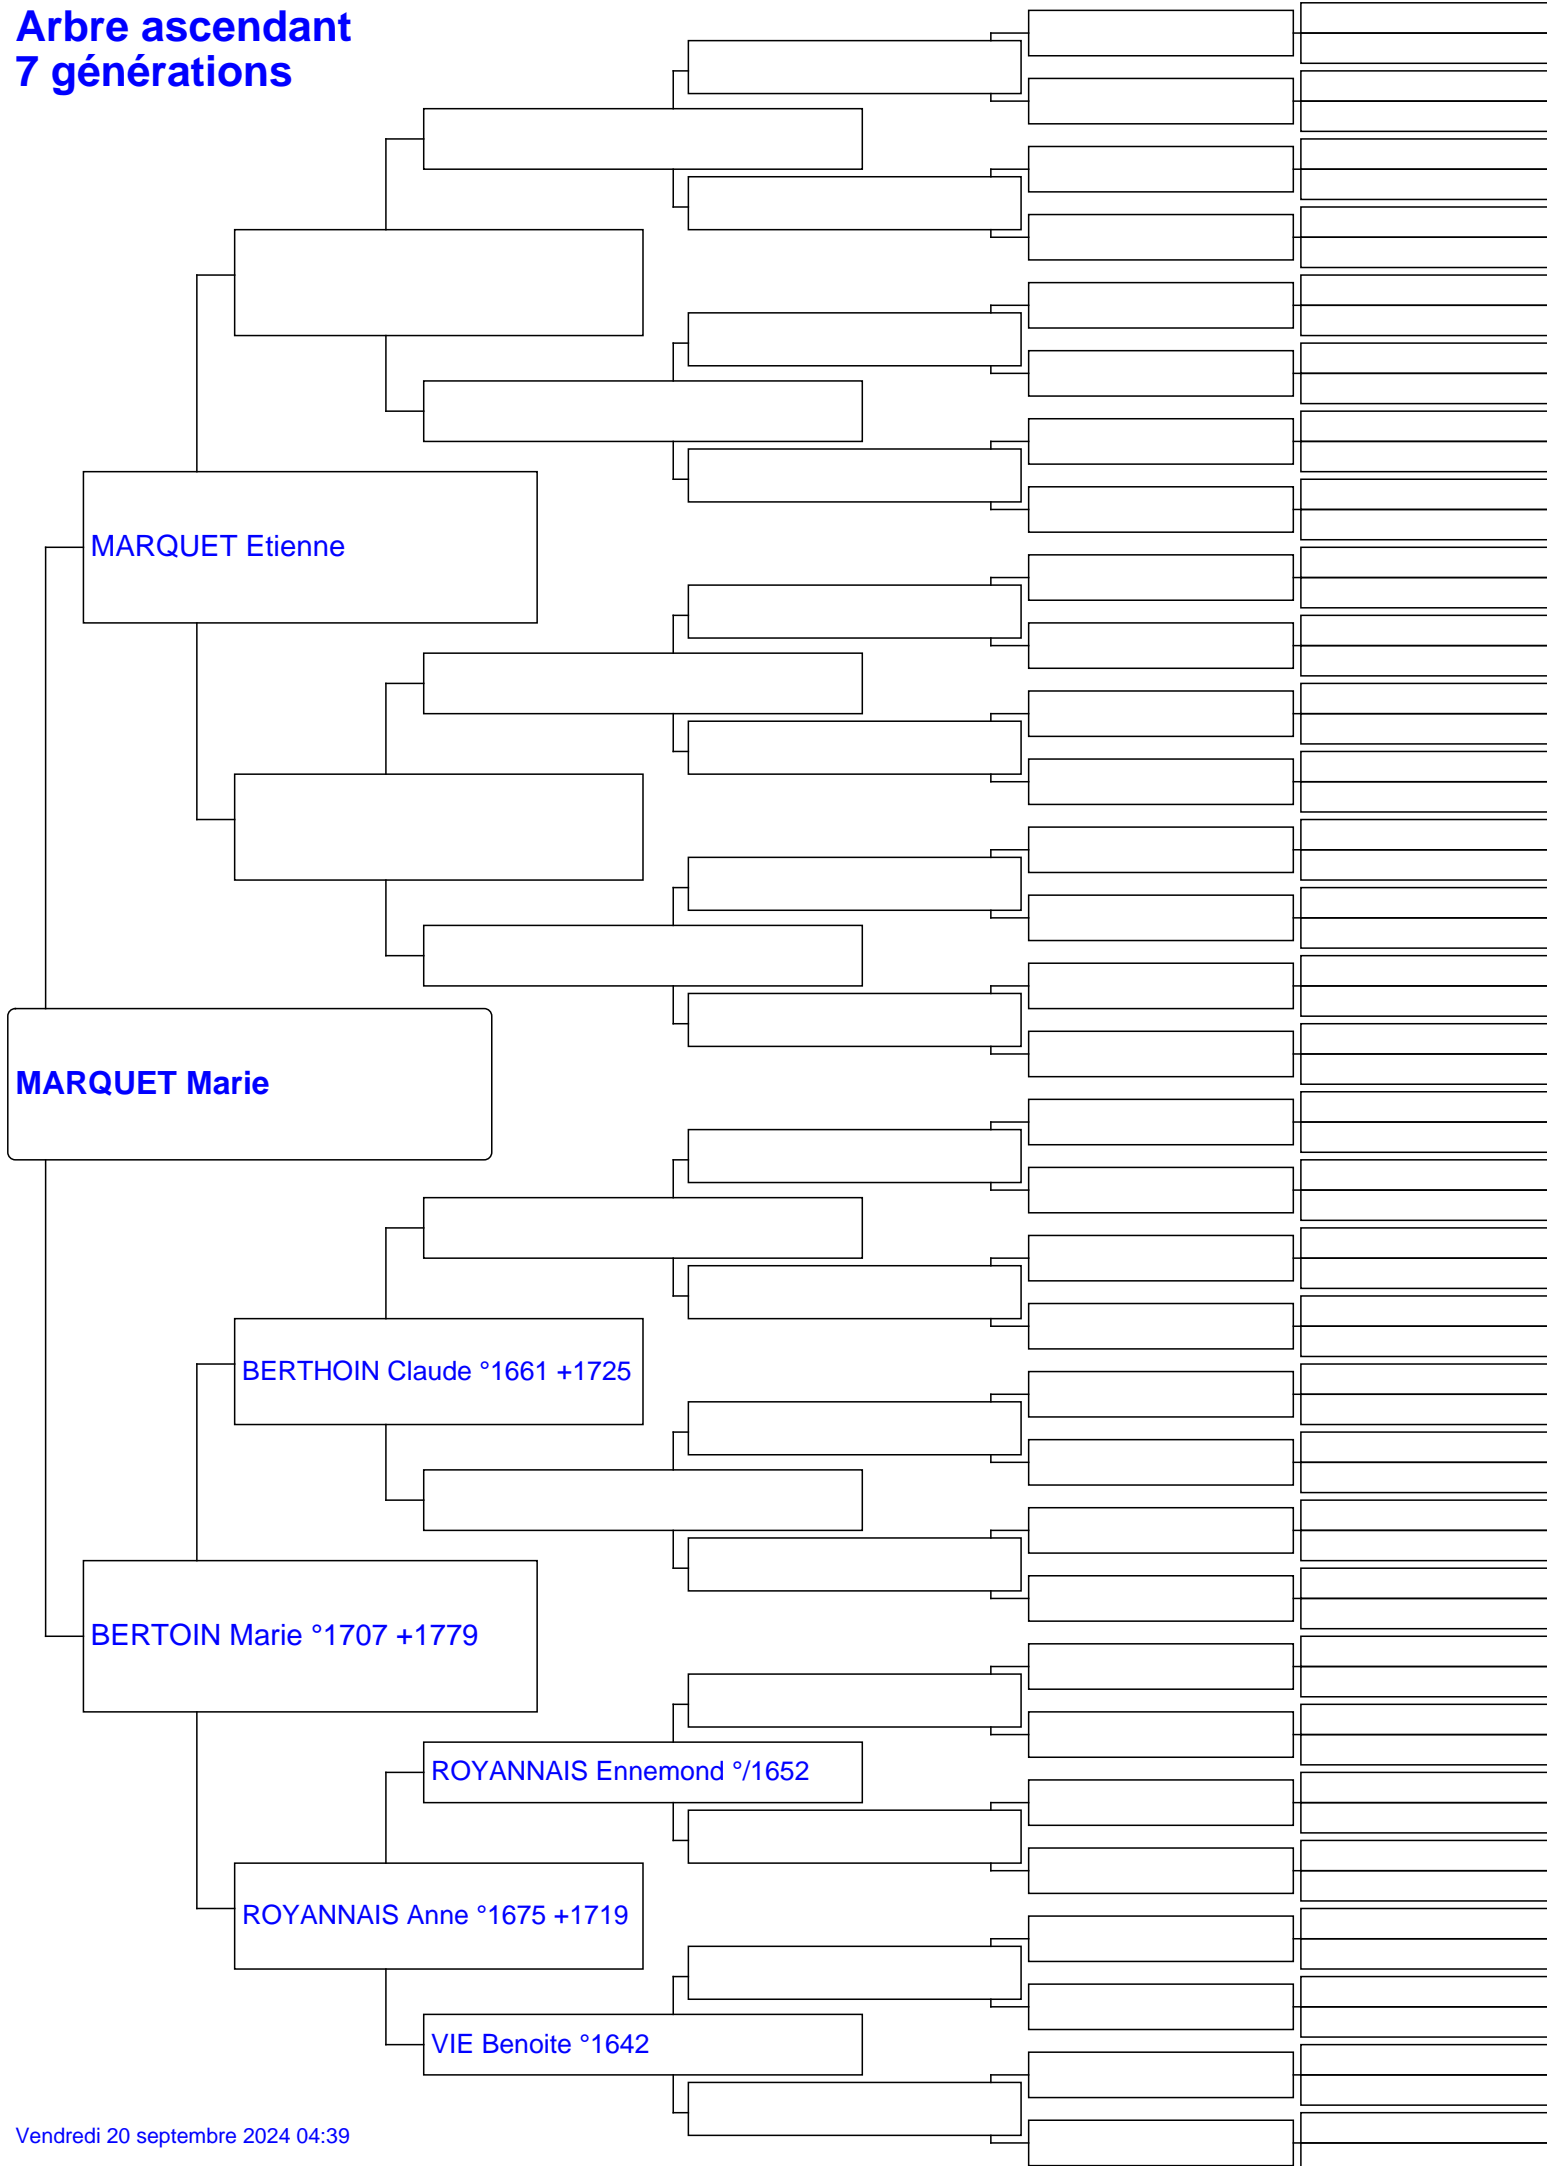 Arbre ascendant
7 générations
MARQUET Etienne
MARQUET Marie
BERTHOIN Claude °1661 +1725
BERTOIN Marie °1707 +1779
ROYANNAIS Ennemond °/1652
ROYANNAIS Anne °1675 +1719
VIE Benoite °1642
Vendredi 20 septembre 2024 04:39